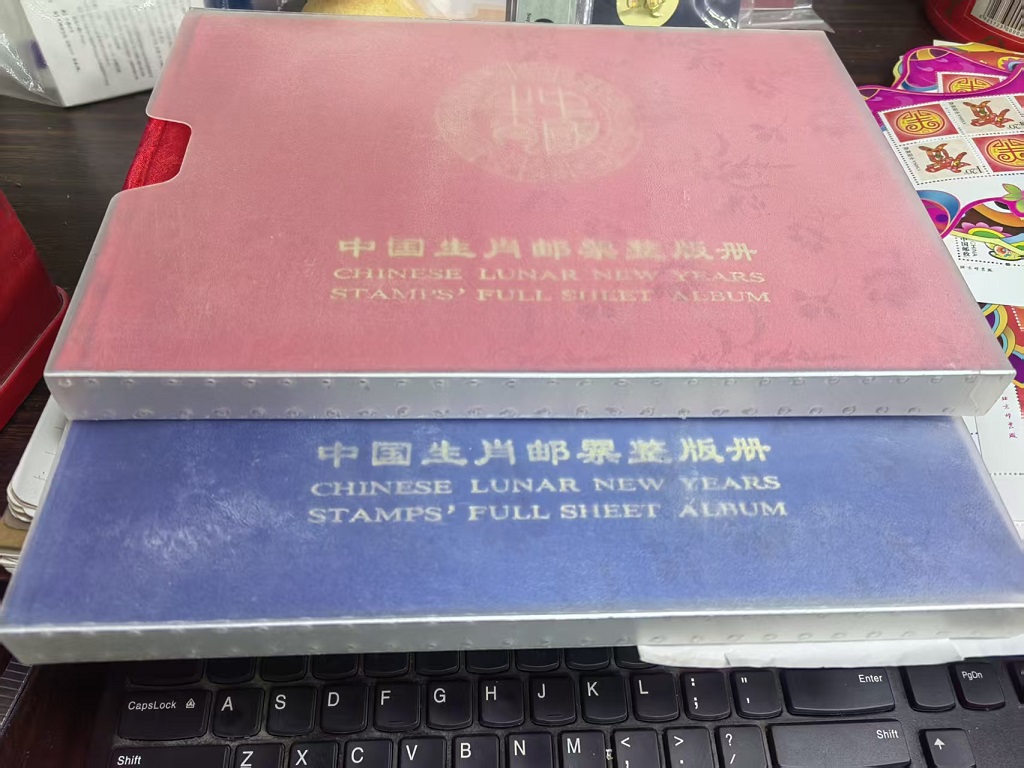 中国生肖邮票整版册
CHINESE LUNAR NEW YEARS
STAMPS' FULL SHEET ALBUM
中国生肖邮票整版册
CHINESE LUNAR NEW YEARS
STAMPS' FULL SHEET ALBUM
CapsLock A S D F G H J K L : ; " ' Enter PgDn
Shift Z X C V B N M < , > . ? / Shift